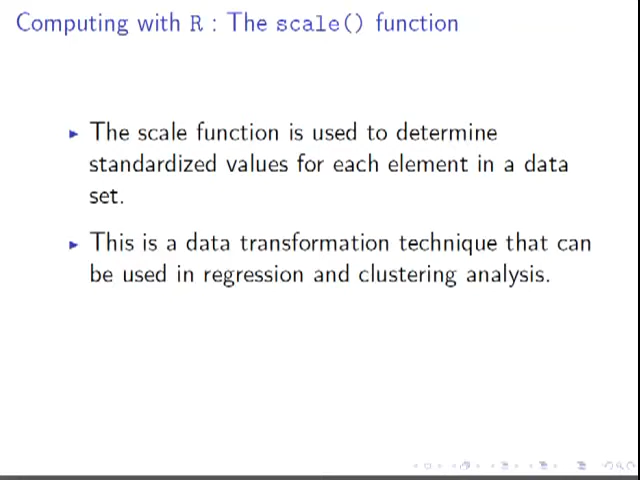 Computing with R : The scale() function
The scale function is used to determine
standardized values for each element in a data
set.
This is a data transformation technique that can
be used in regression and clustering analysis.